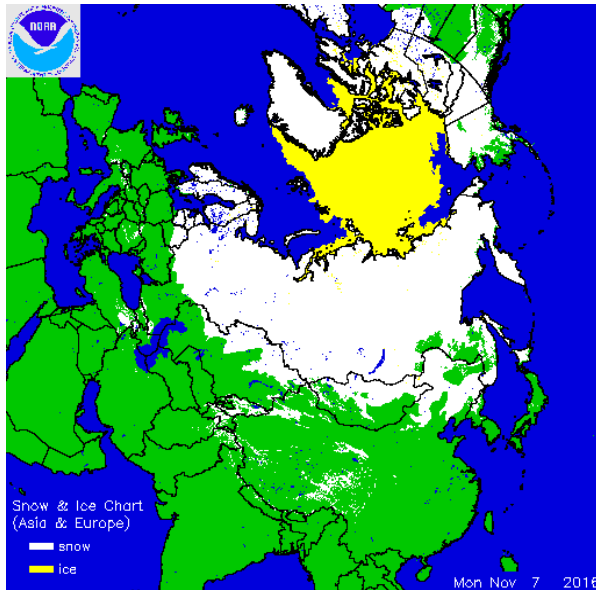 NOAA
Snow & Ice Chart
(Asia & Europe)
snow
ice
Mon Nov 7 2016